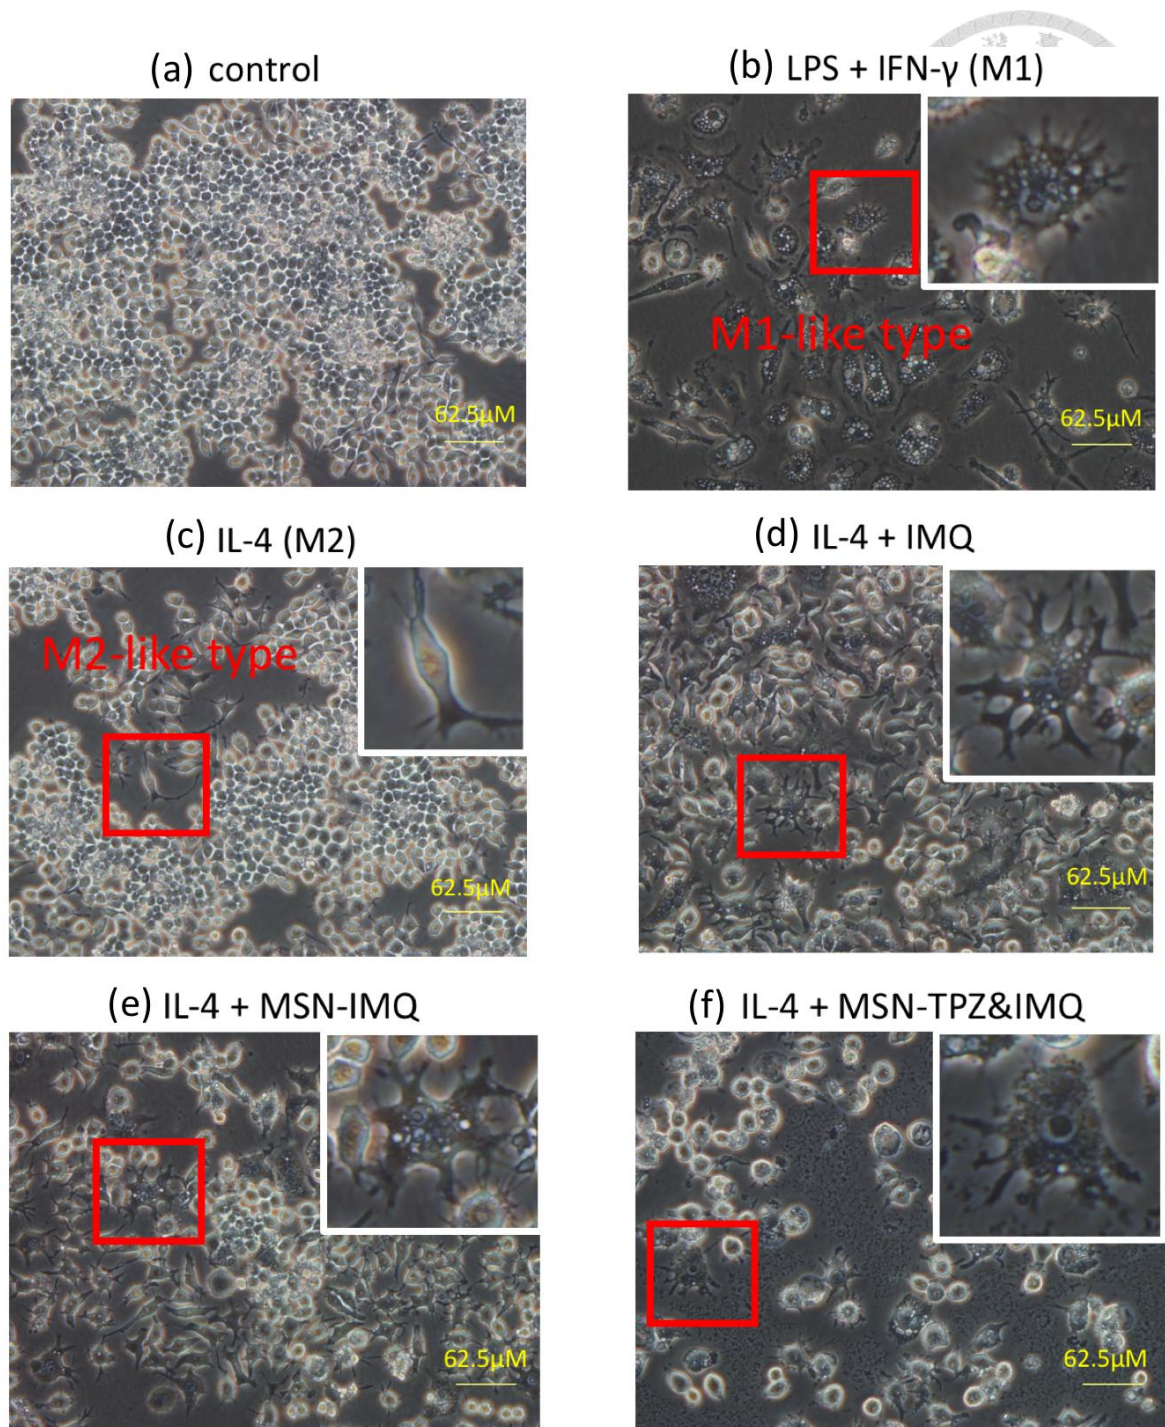 (a) control
(b) LPS + IFN-γ (M1)
M1-like type
62.5μM
62.5μM
(c) IL-4 (M2)
(d) IL-4 + IMQ
M2-like type
62.5μM
62.5μM
(e) IL-4 + MSN-IMQ
(f) IL-4 + MSN-TPZ&IMQ
62.5μM
62.5μM